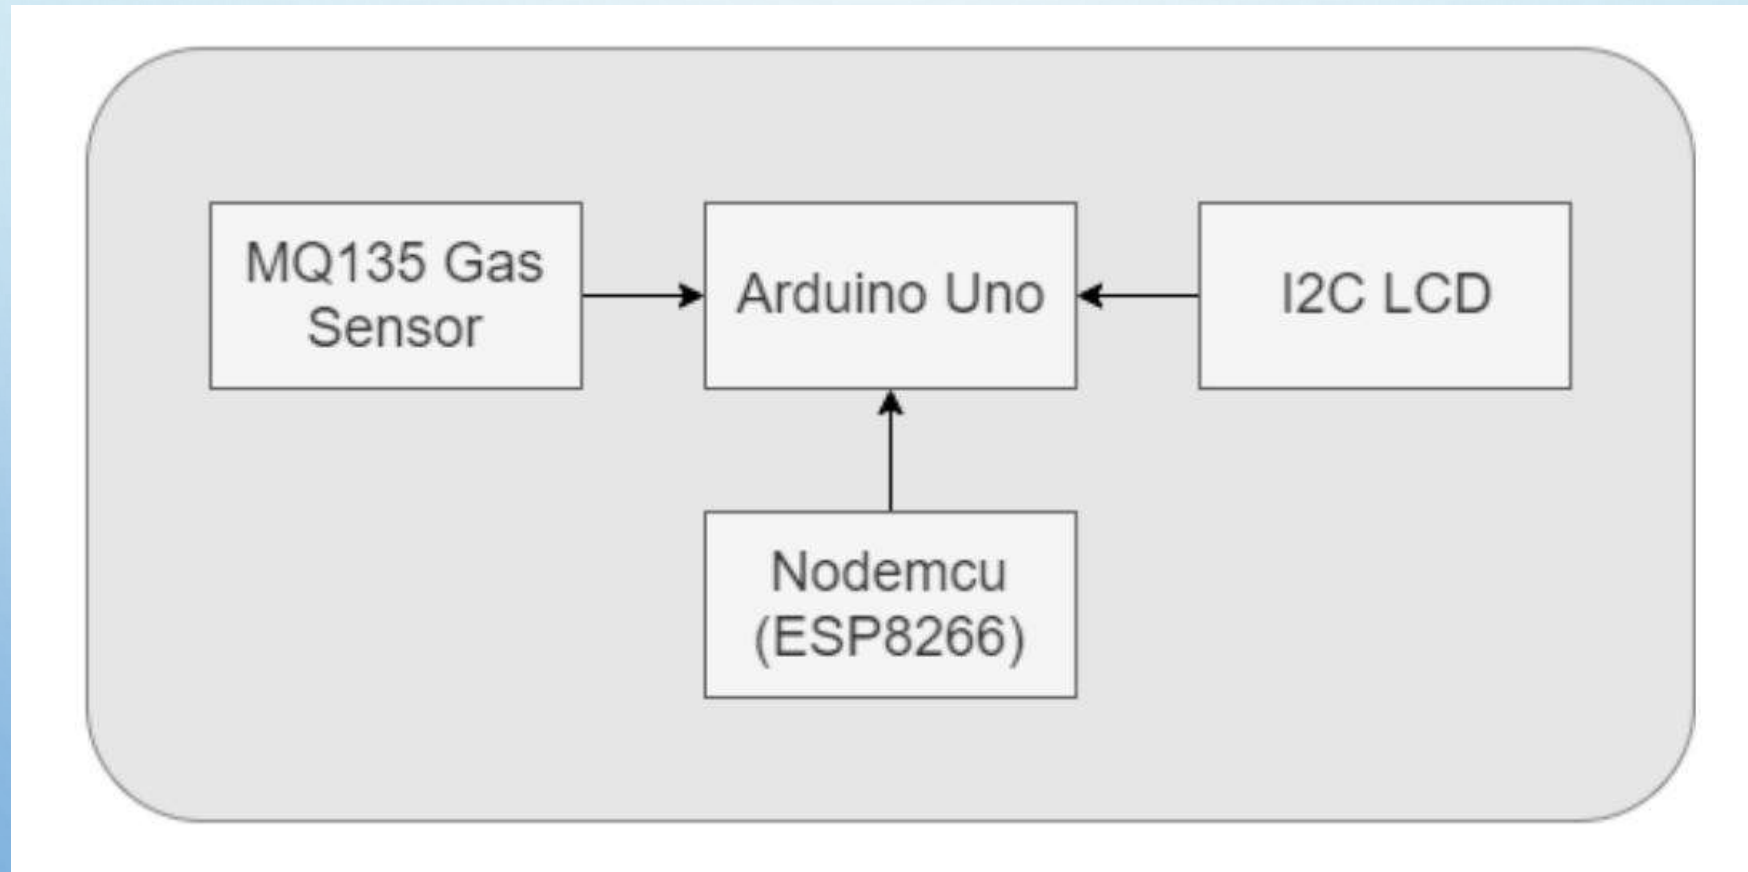 MQ135 Gas
Sensor
Arduino Uno
I2C LCD
Nodemcu
(ESP8266)